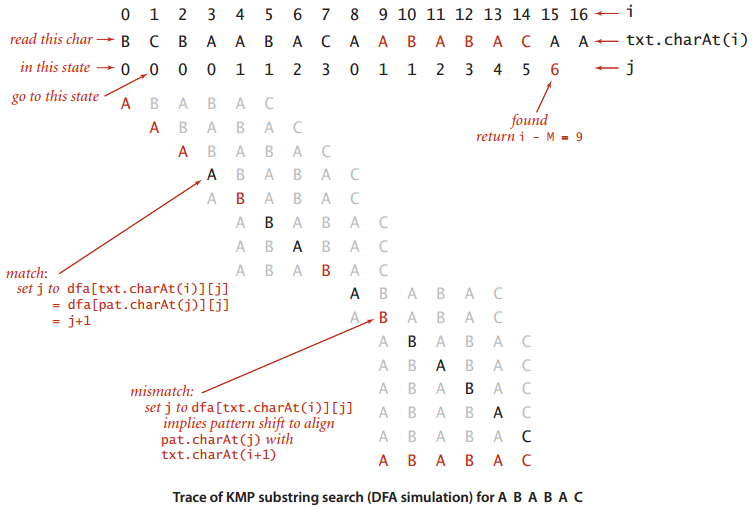 0 1 2 3 4 5 6 7 8 9 10 11 12 13 14 15 16 i
read this char B C B A A B A C A A B A B A C A A txt.charAt(i)
in this state 0 0 0 0 1 1 2 3 0 1 1 2 3 4 5 6 j
go to this state
A B A B A C
found
return i - M = 9
A B A B A C
A B A B A C
A B A B A C
A B A B A C
A B A B A C
A B A B A C
A B A B A C
match:
set j to dfa[txt.charAt(i)][j]
= dfa[pat.charAt(j)][j]
= j+1
A B A B A C
A B A B A C
A B A B A C
A B A B A C
A B A B A C
A B A B A C
A B A B A C
A B A B A C
mismatch:
set j to dfa[txt.charAt(i)][j]
implies pattern shift to align
pat.charAt(j) with
txt.charAt(i+1)
Trace of KMP substring search (DFA simulation) for A B A B A C